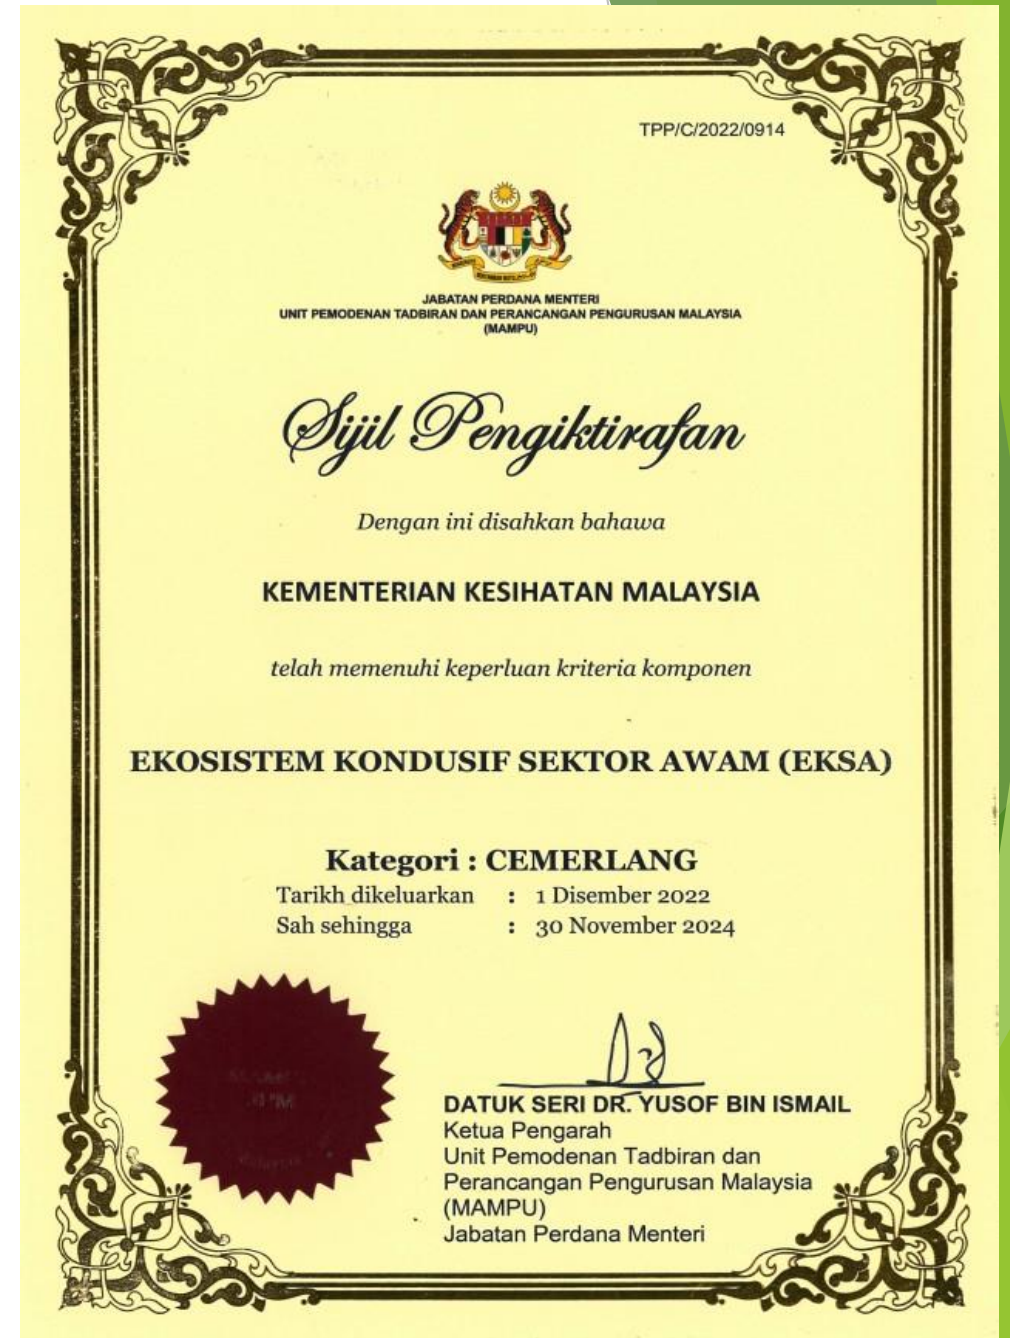 TPP/C/2022/0914
JABATAN PERDANA MENTERI
UNIT PEMODENAN TADBIRAN DAN PERANCANGAN PENGURUSAN MALAYSIA
(MAMPU)
Sijil Pengiktirafan
Dengan ini disahkan bahawa
KEMENTERIAN KESIHATAN MALAYSIA
telah memenuhi keperluan kriteria komponen
EKOSISTEM KONDUSIF SEKTOR AWAM (EKSA)
Kategori : CEMERLANG
Tarikh dikeluarkan : 1 Disember 2022
Sah sehingga : 30 November 2024
DATUK SERI DR. YUSOF BIN ISMAIL
Ketua Pengarah
Unit Pemodenan Tadbiran dan
Perancangan Pengurusan Malaysia
(MAMPU)
Jabatan Perdana Menteri